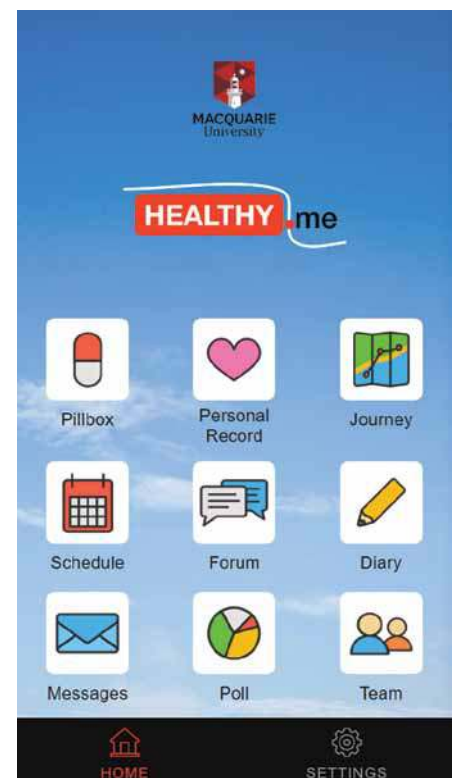 MACQUARIE
University
HEALTHY.me
Pillbox
Personal
Record
Journey
Schedule
Forum
Diary
Messages
Poll
Team
HOME
SETTINGS